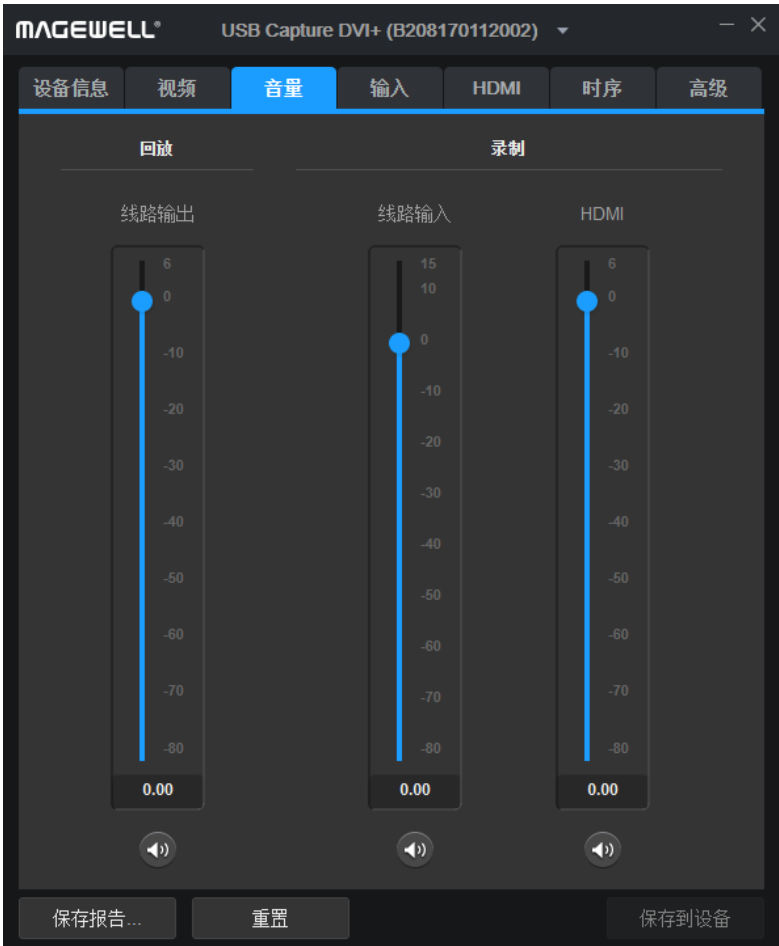 MAGEWELL® USB Capture DVI+ (B208170112002)
设备信息 视频 音量 输入 HDMI 时序 高级
回放 录制
线路输出 线路输入 HDMI
6 15 6
0 10 0
0
-10 -10 -10
-20 -20 -20
-30 -30 -30
-40 -40 -40
-50 -50 -50
-60 -60 -60
-70 -70 -70
-80 -80 -80
0.00 0.00 0.00
保存报告... 重置 保存到设备